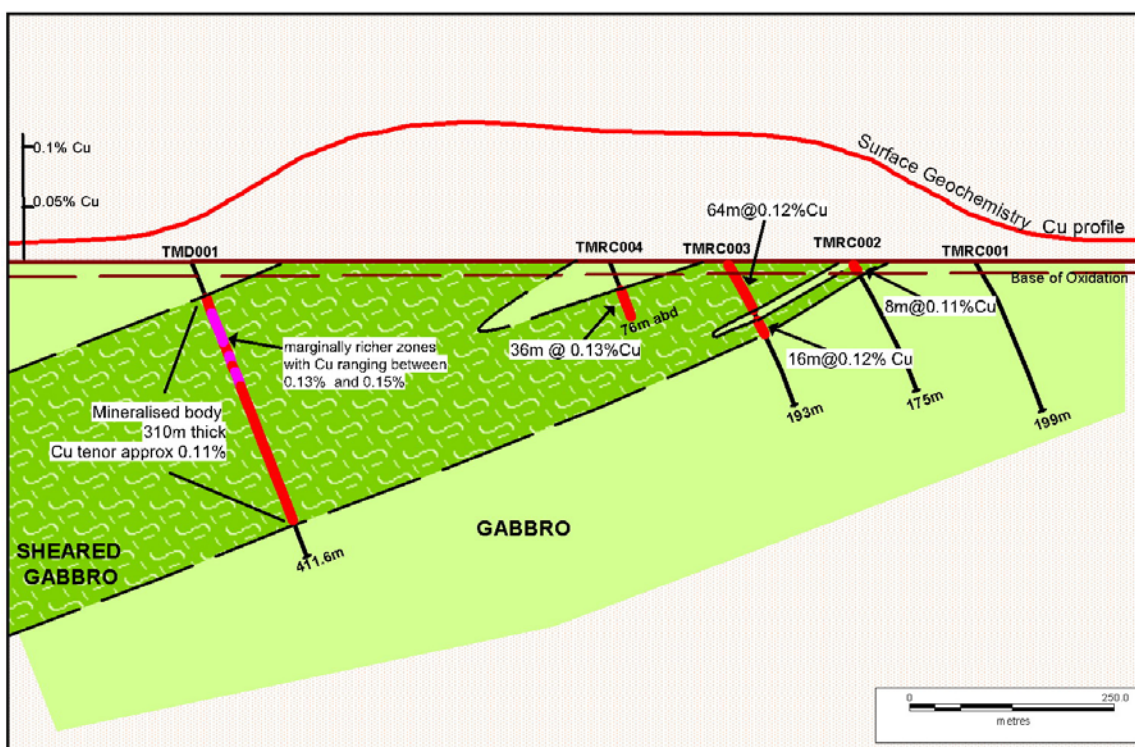 0.1% Cu
0.05% Cu
Surface Geochemistry Cu profile
64m@0.12%Cu
TMD001
TMRC004
TMRC003
TMRC002
TMRC001
Base of Oxidation
8m@0.11%Cu
76m abd
36m @ 0.13%Cu
16m@0.12% Cu
marginally richer zones
with Cu ranging between
0.13% and 0.15%
Mineralised body
310m thick
Cu tenor approx 0.11%
193m
175m
199m
GABBRO
SHEARED
GABBRO
411.6m
0 250.0
metres